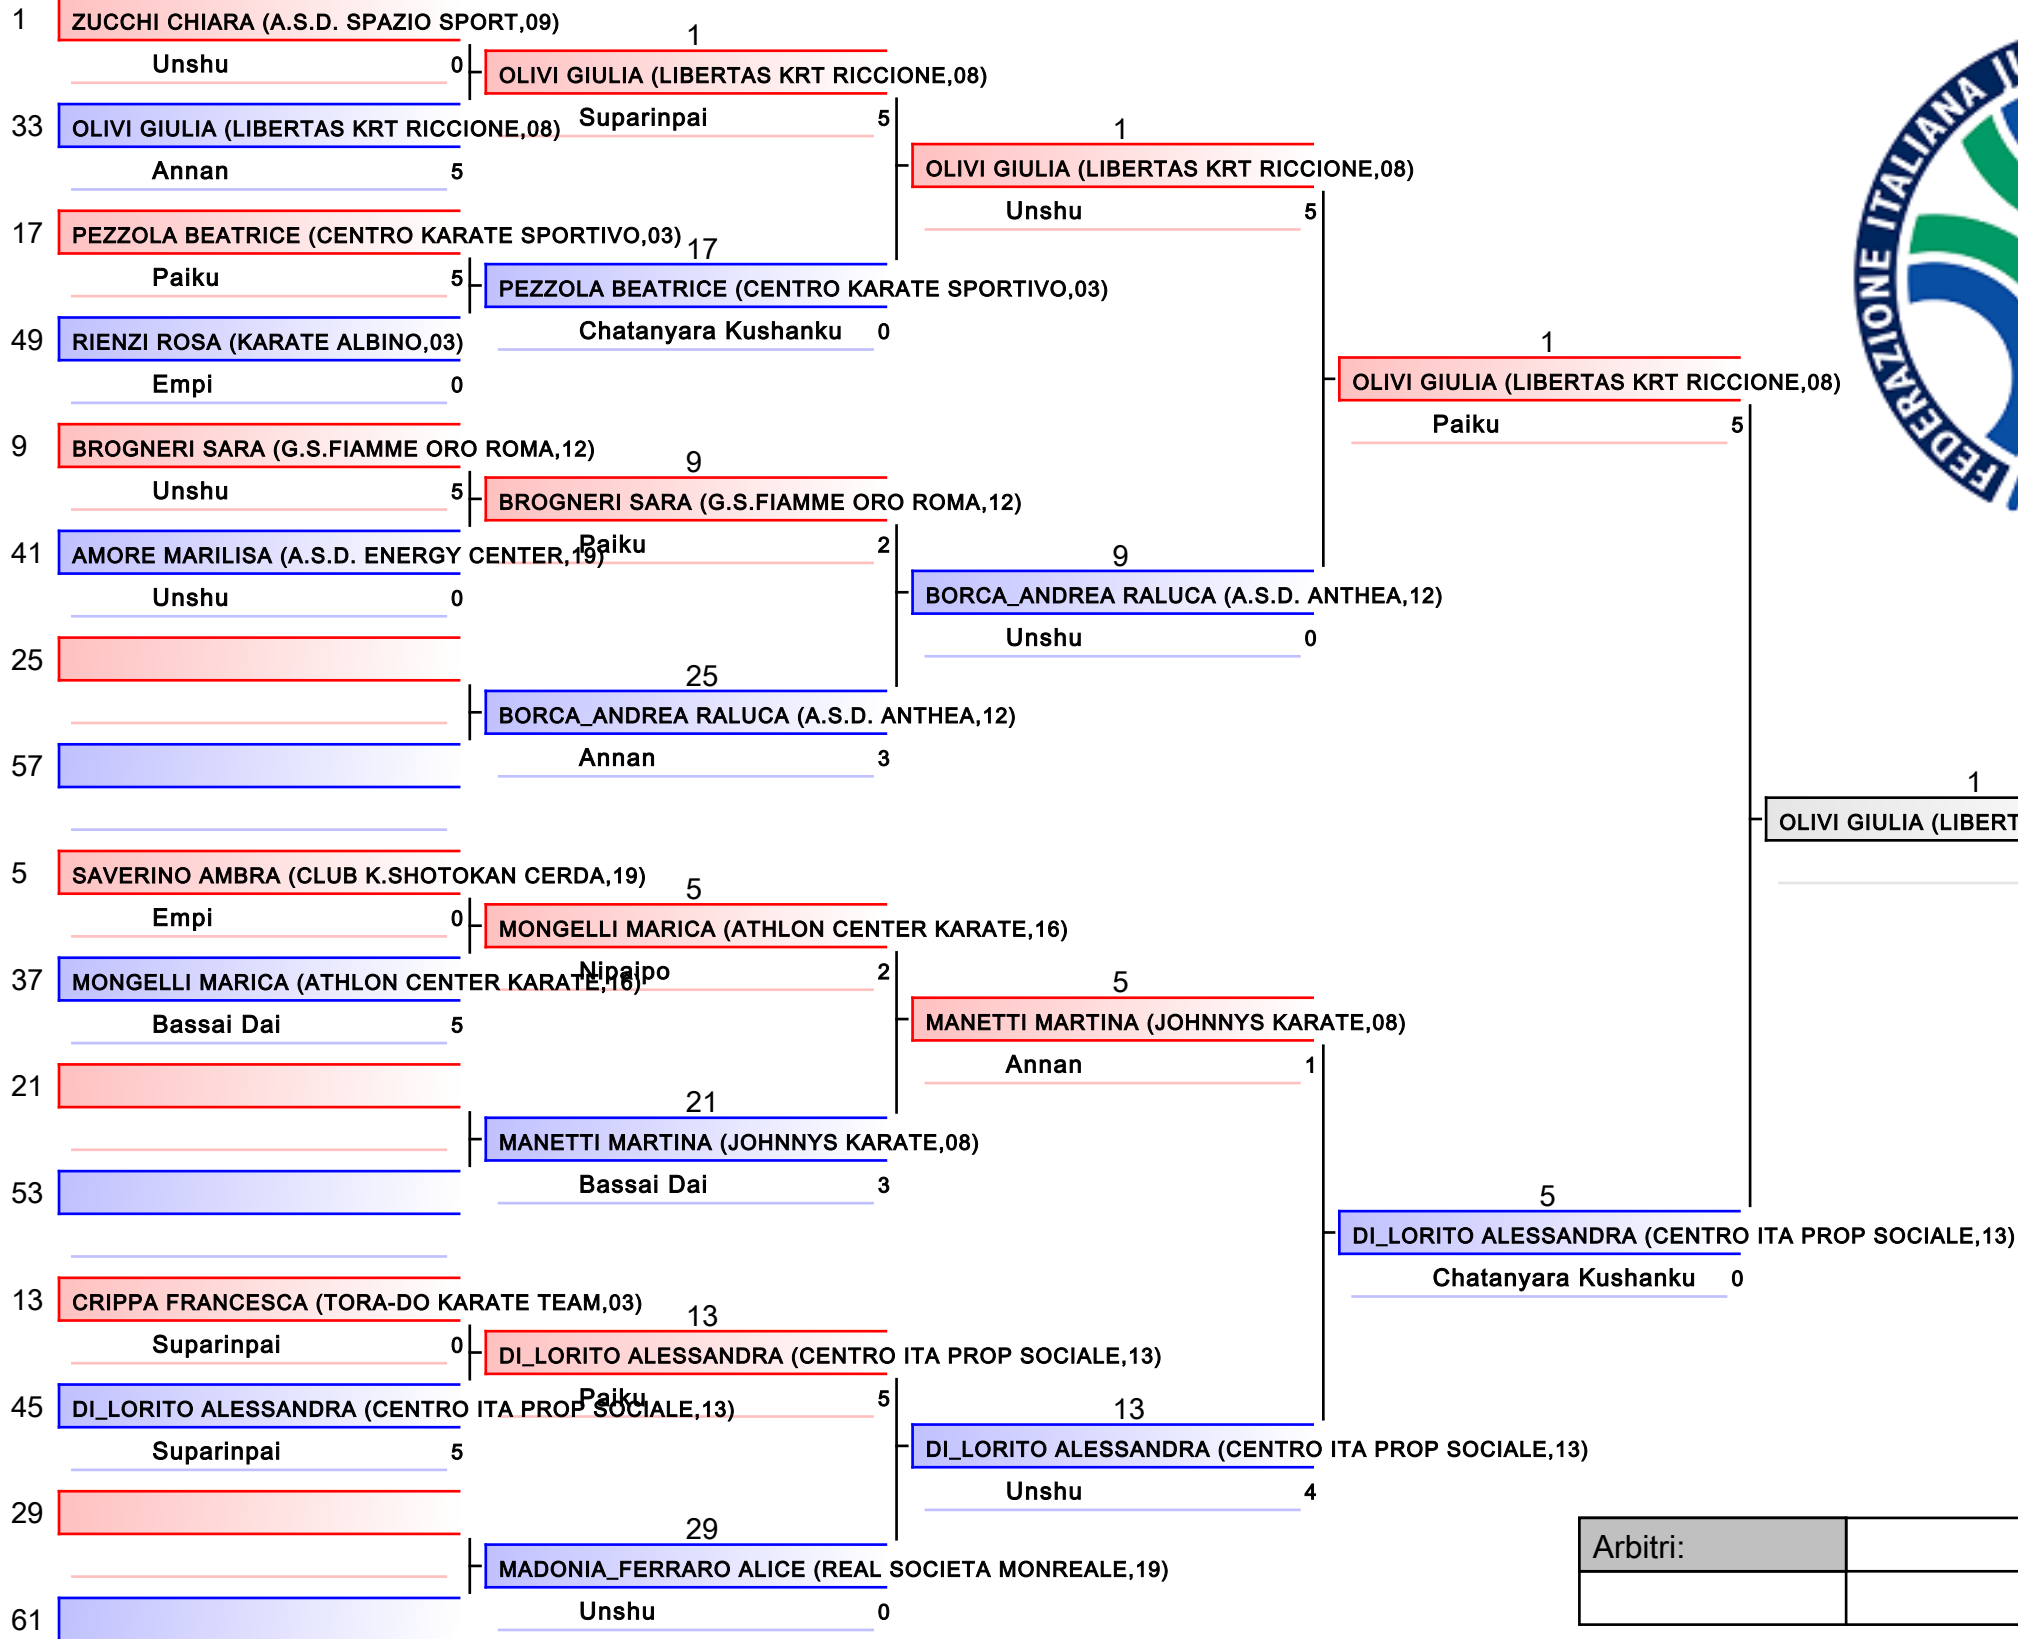 1
ZUCCHI CHIARA (A.S.D. SPAZIO SPORT,09)
Unshu 0
33
OLIVI GIULIA (LIBERTAS KRT RICCIONE,08)
Annan 5
17
PEZZOLA BEATRICE (CENTRO KARATE SPORTIVO,03)
Paiku 5
49
RIENZI ROSA (KARATE ALBINO,03)
Empi 0
9
BROGNERI SARA (G.S.FIAMME ORO ROMA,12)
Unshu 5
41
AMORE MARILISA (A.S.D. ENERGY CENTER,19)
Unshu 0
25
57
5
SAVERINO AMBRA (CLUB K.SHOTOKAN CERDA,19)
Empi 0
37
MONGELLI MARICA (ATHLON CENTER KARATE,16)
Bassai Dai 5
21
53
13
CRIPPA FRANCESCA (TORA-DO KARATE TEAM,03)
Suparinpai 0
45
DI_LORITO ALESSANDRA (CENTRO ITA PROP SOCIALE,13)
Suparinpai 5
29
61
1
OLIVI GIULIA (LIBERTAS KRT RICCIONE,08)
Suparinpai 5
17
PEZZOLA BEATRICE (CENTRO KARATE SPORTIVO,03)
Chatanyara Kushanku 0
9
BROGNERI SARA (G.S.FIAMME ORO ROMA,12)
Paiku 2
25
BORCA_ANDREA RALUCA (A.S.D. ANTHEA,12)
Annan 3
5
MONGELLI MARICA (ATHLON CENTER KARATE,16)
Nipaipo 2
21
MANETTI MARTINA (JOHNNYS KARATE,08)
Bassai Dai 3
13
DI_LORITO ALESSANDRA (CENTRO ITA PROP SOCIALE,13)
Paiku 5
29
MADONIA_FERRARO ALICE (REAL SOCIETA MONREALE,19)
Unshu 0
1
OLIVI GIULIA (LIBERTAS KRT RICCIONE,08)
Unshu 5
9
BORCA_ANDREA RALUCA (A.S.D. ANTHEA,12)
Unshu 0
5
MANETTI MARTINA (JOHNNYS KARATE,08)
Annan 1
13
DI_LORITO ALESSANDRA (CENTRO ITA PROP SOCIALE,13)
Unshu 4
1
OLIVI GIULIA (LIBERTAS KRT RICCIONE,08)
Paiku 5
5
DI_LORITO ALESSANDRA (CENTRO ITA PROP SOCIALE,13)
Chatanyara Kushanku 0
1
OLIVI GIULIA (LIBERT
FEDERAZIONE ITALIANA JU
Arbitri: